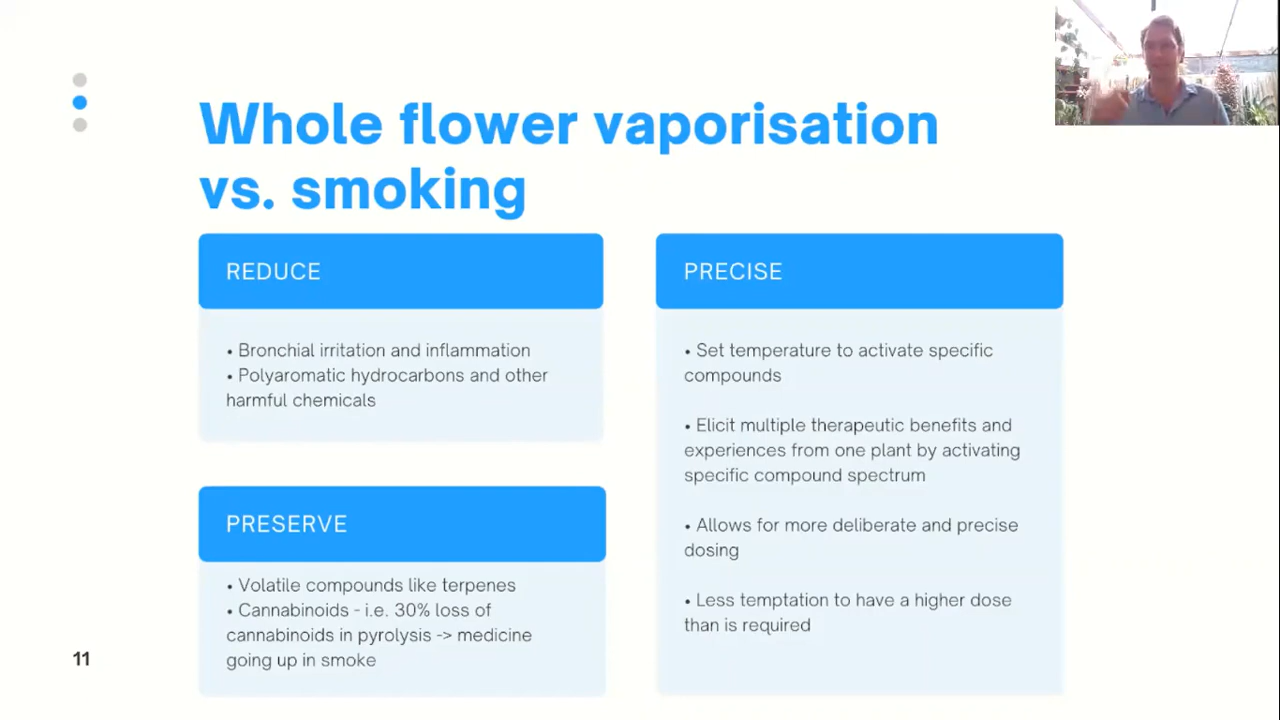 Whole flower vaporisation
vs. smoking
REDUCE
• Bronchial irritation and inflammation
• Polyaromatic hydrocarbons and other
harmful chemicals
PRESERVE
• Volatile compounds like terpenes
• Cannabinoids - i.e. 30% loss of
cannabinoids in pyrolysis -> medicine
going up in smoke
PRECISE
• Set temperature to activate specific
compounds
• Elicit multiple therapeutic benefits and
experiences from one plant by activating
specific compound spectrum
• Allows for more deliberate and precise
dosing
• Less temptation to have a higher dose
than is required
11